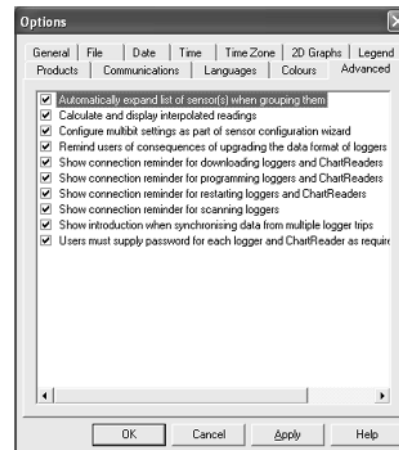 Options
General File Date Time Time Zone 2D Graphs Legend
Products Communications Languages Colours Advanced
Automatically expand list of sensor(s) when grouping them
Calculate and display interpolated readings
Configure multibit settings as part of sensor configuration wizard
Remind users of consequences of upgrading the data format of loggers
Show connection reminder for downloading loggers and ChartReaders
Show connection reminder for programming loggers and ChartReaders
Show connection reminder for restarting loggers and ChartReaders
Show connection reminder for scanning loggers
Show introduction when synchronising data from multiple logger trips
Users must supply password for each logger and ChartReader as require
OK Cancel Apply Help